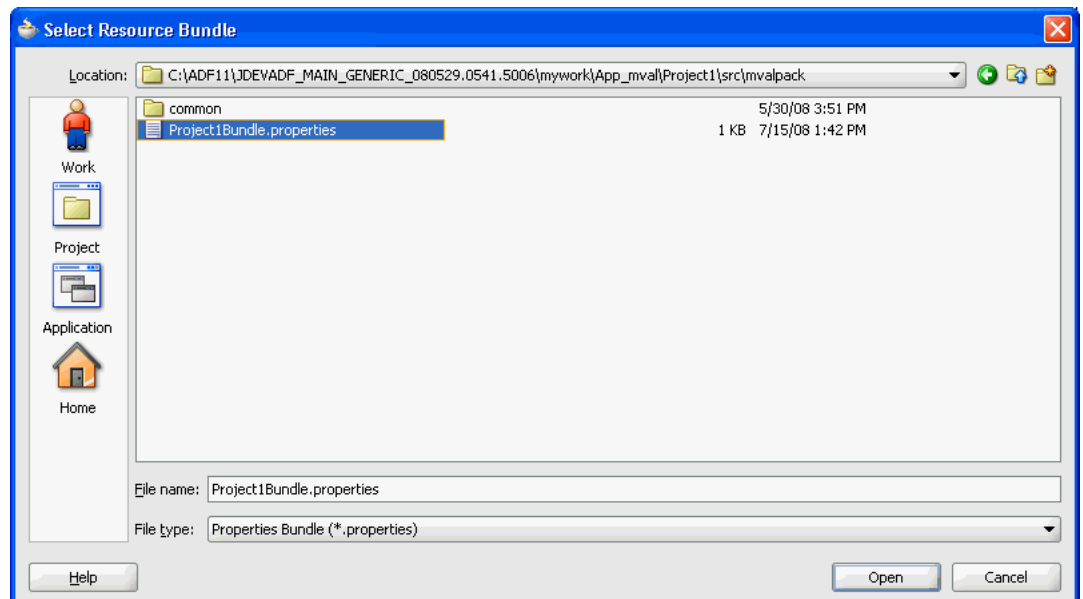 Select Resource Bundle
Location: C:\ADF11\JDEVADF_MAIN_GENERIC_080529.0541.5006\mywork\App_mval\Project1\src\mvalpack
common 5/30/08 3:51 PM
Project1Bundle.properties 1 KB 7/15/08 1:42 PM
Work
Project
Application
Home
File name: Project1Bundle.properties
File type: Properties Bundle (*.properties)
Help Open Cancel